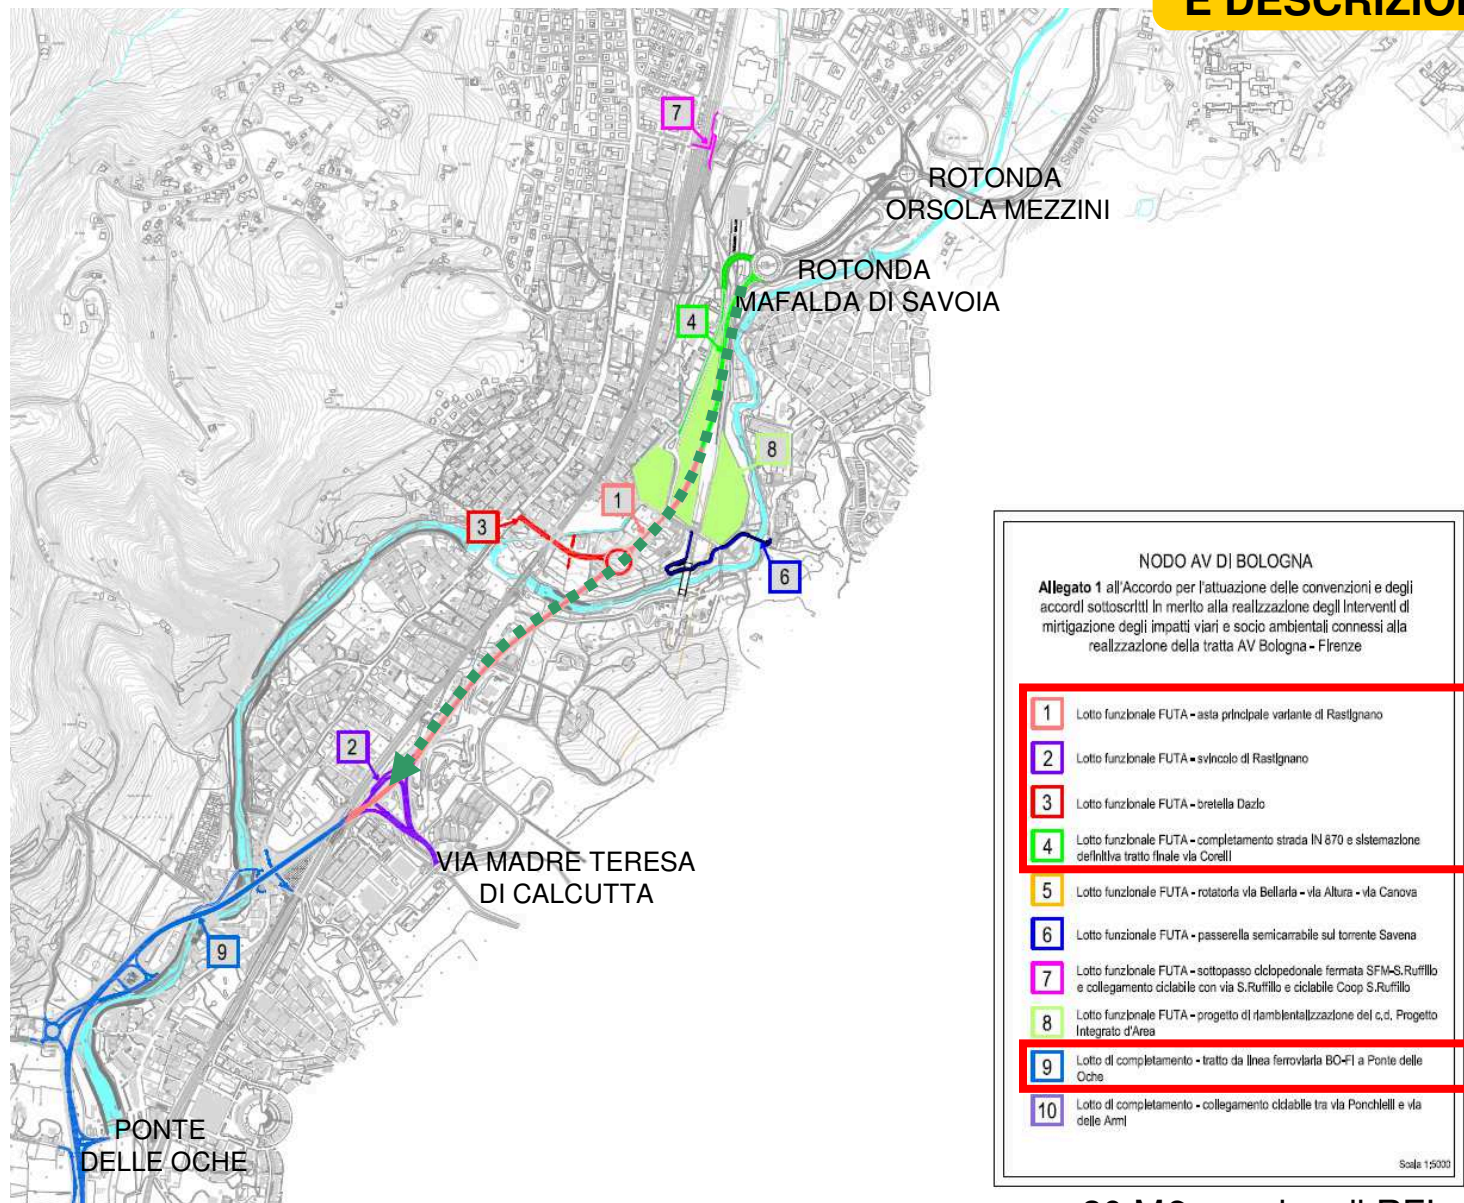 E DESCRIZIO
7
Strada IN 870
ROTONDA
ORSOLA MEZZINI
ROTONDA
MAFALDA DI SAVOIA
4
8
1
3
6
2
VIA MADRE TERESA
DI CALCUTTA
9
PONTE
DELLE OCHE
NODO AV DI BOLOGNA
Allegato 1 all'Accordo per l'attuazione delle convenzioni e degli
accordi sottoscritti in merito alla realizzazione degli interventi di
mirtigazione degli impatti viari e socio ambientali connessi alla
realizzazione della tratta AV Bologna - Firenze
1 Lotto funzionale FUTA - asta principale variante di Rastignano
2 Lotto funzionale FUTA - svincolo di Rastignano
3 Lotto funzionale FUTA - bretella Dazio
4 Lotto funzionale FUTA - completamento strada IN 870 e sistemazione
definitiva tratto finale via Corelli
5 Lotto funzionale FUTA - rotatoria via Bellaria - via Altura - via Canova
6 Lotto funzionale FUTA - passerella semicarrabile sul torrente Savena
7 Lotto funzionale FUTA - sottopasso ciclopedonale fermata SFM-S.Ruffillo
e collegamento ciclabile con via S.Ruffillo e ciclabile Coop S.Ruffillo
8 Lotto funzionale FUTA - progetto di riambientalizzazione del c.d. Progetto
Integrato d'Area
9 Lotto di completamento - tratto da linea ferroviaria BO-FI a Ponte delle
Oche
10 Lotto di completamento - collegamento ciclabile tra via Ponchielli e via
delle Armi
Scala 1:5000